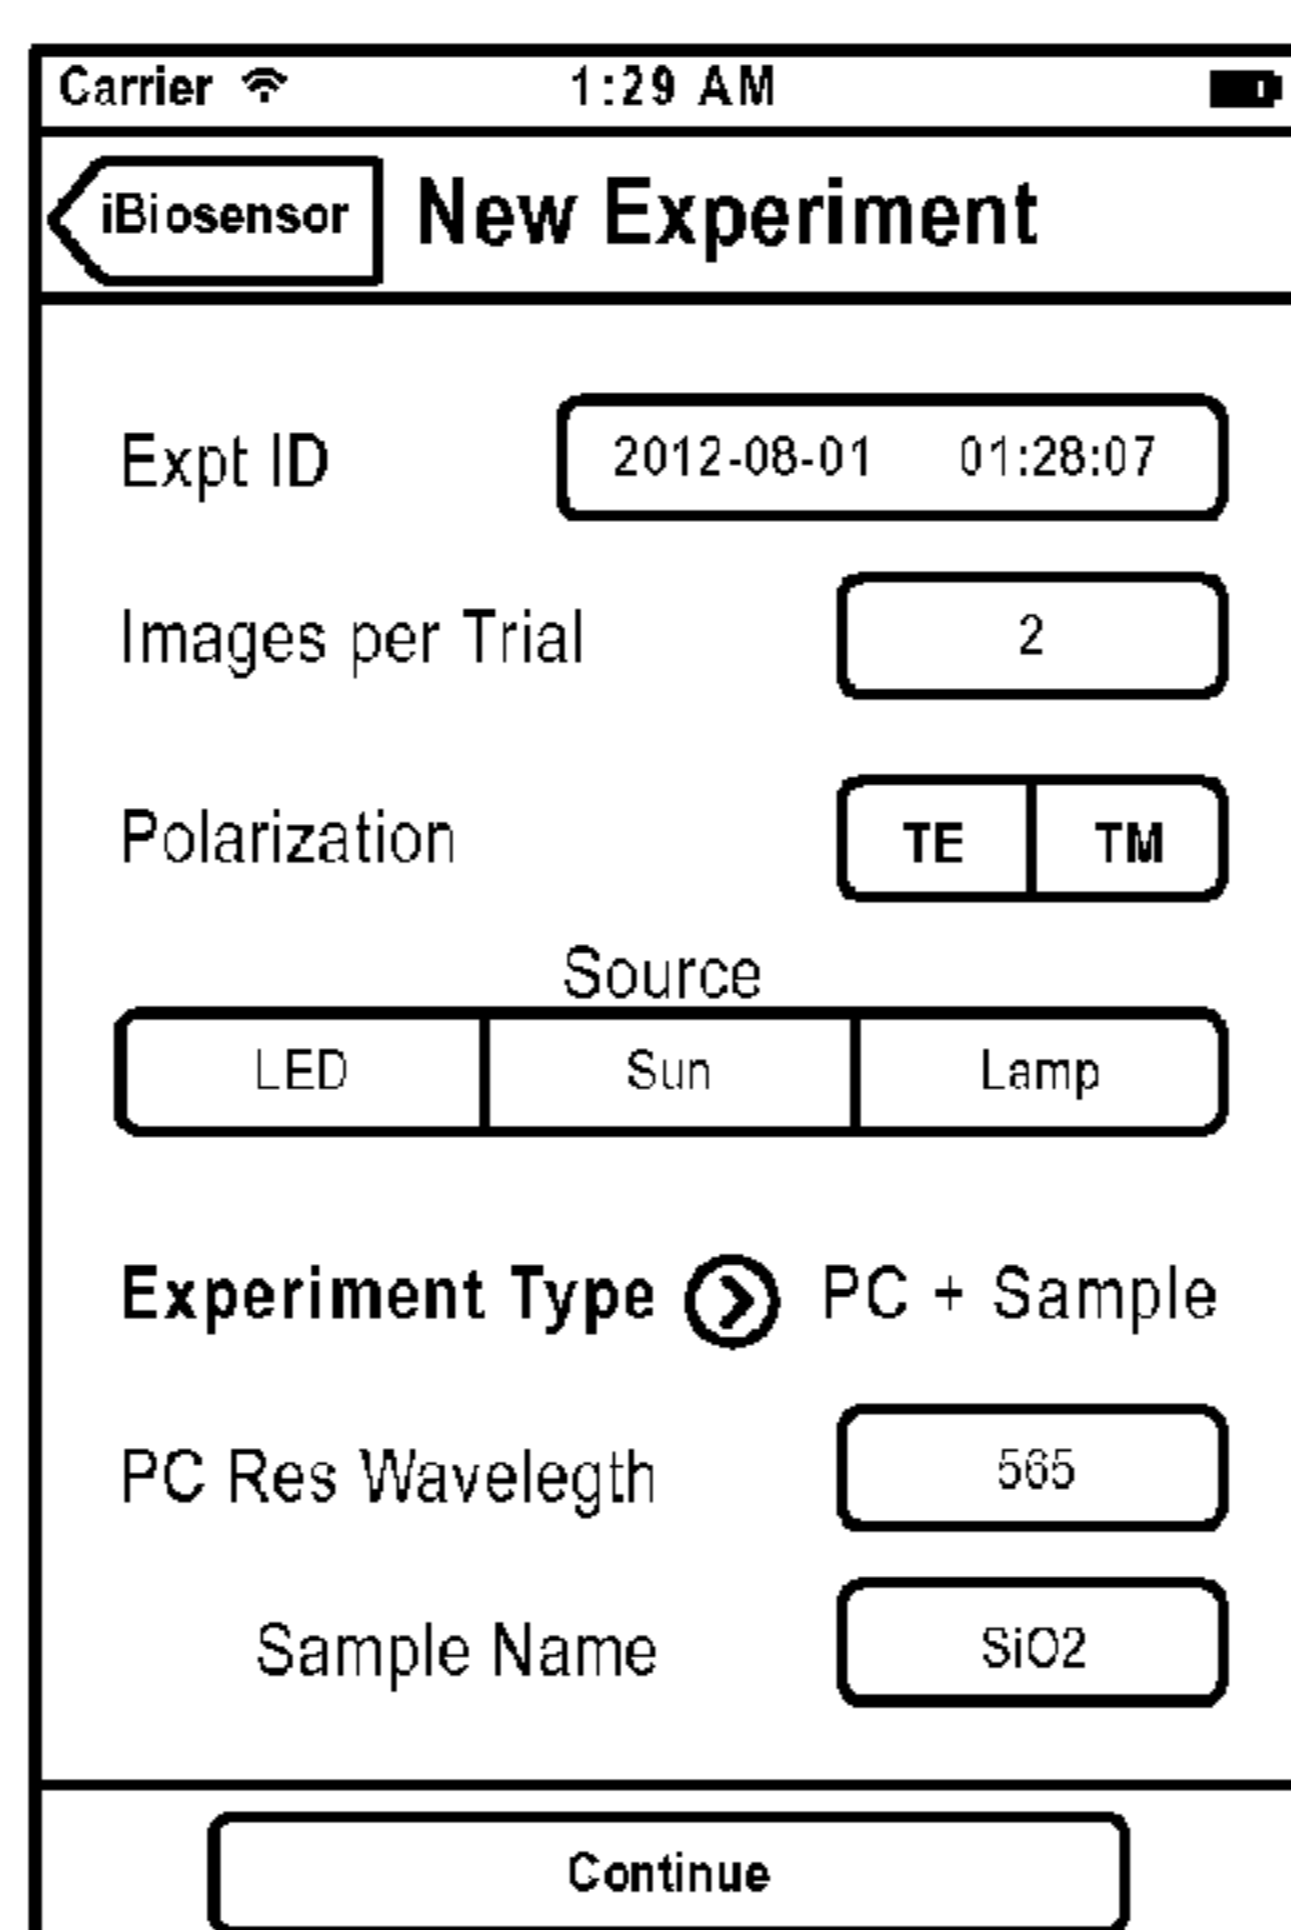 Carrier 1:29 AM
iBiosensor New Experiment
Expt ID 2012-08-01 01:28:07
Images per Trial 2
Polarization TE TM
Source
LED Sun Lamp
Experiment Type PC + Sample
PC Res Wavelegth 565
Sample Name SiO2
Continue